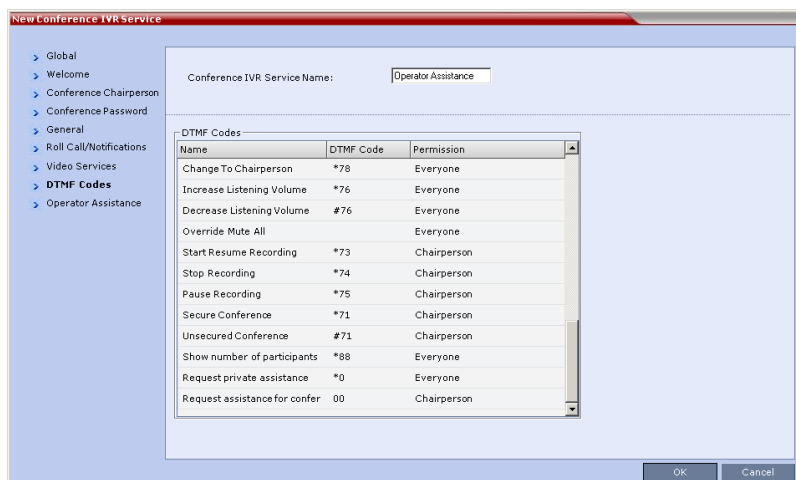 New Conference IVR Service
Global
Welcome
Conference Chairperson
Conference Password
General
Roll Call/Notifications
Video Services
DTMF Codes
Operator Assistance
Conference IVR Service Name: Operator Assistance
DTMF Codes
Name DTMF Code Permission
Change To Chairperson *78 Everyone
Increase Listening Volume *76 Everyone
Decrease Listening Volume #76 Everyone
Override Mute All Everyone
Start Resume Recording *73 Chairperson
Stop Recording *74 Chairperson
Pause Recording *75 Chairperson
Secure Conference *71 Chairperson
Unsecured Conference #71 Chairperson
Show number of participants *88 Everyone
Request private assistance *0 Everyone
Request assistance for confer 00 Chairperson
OK Cancel